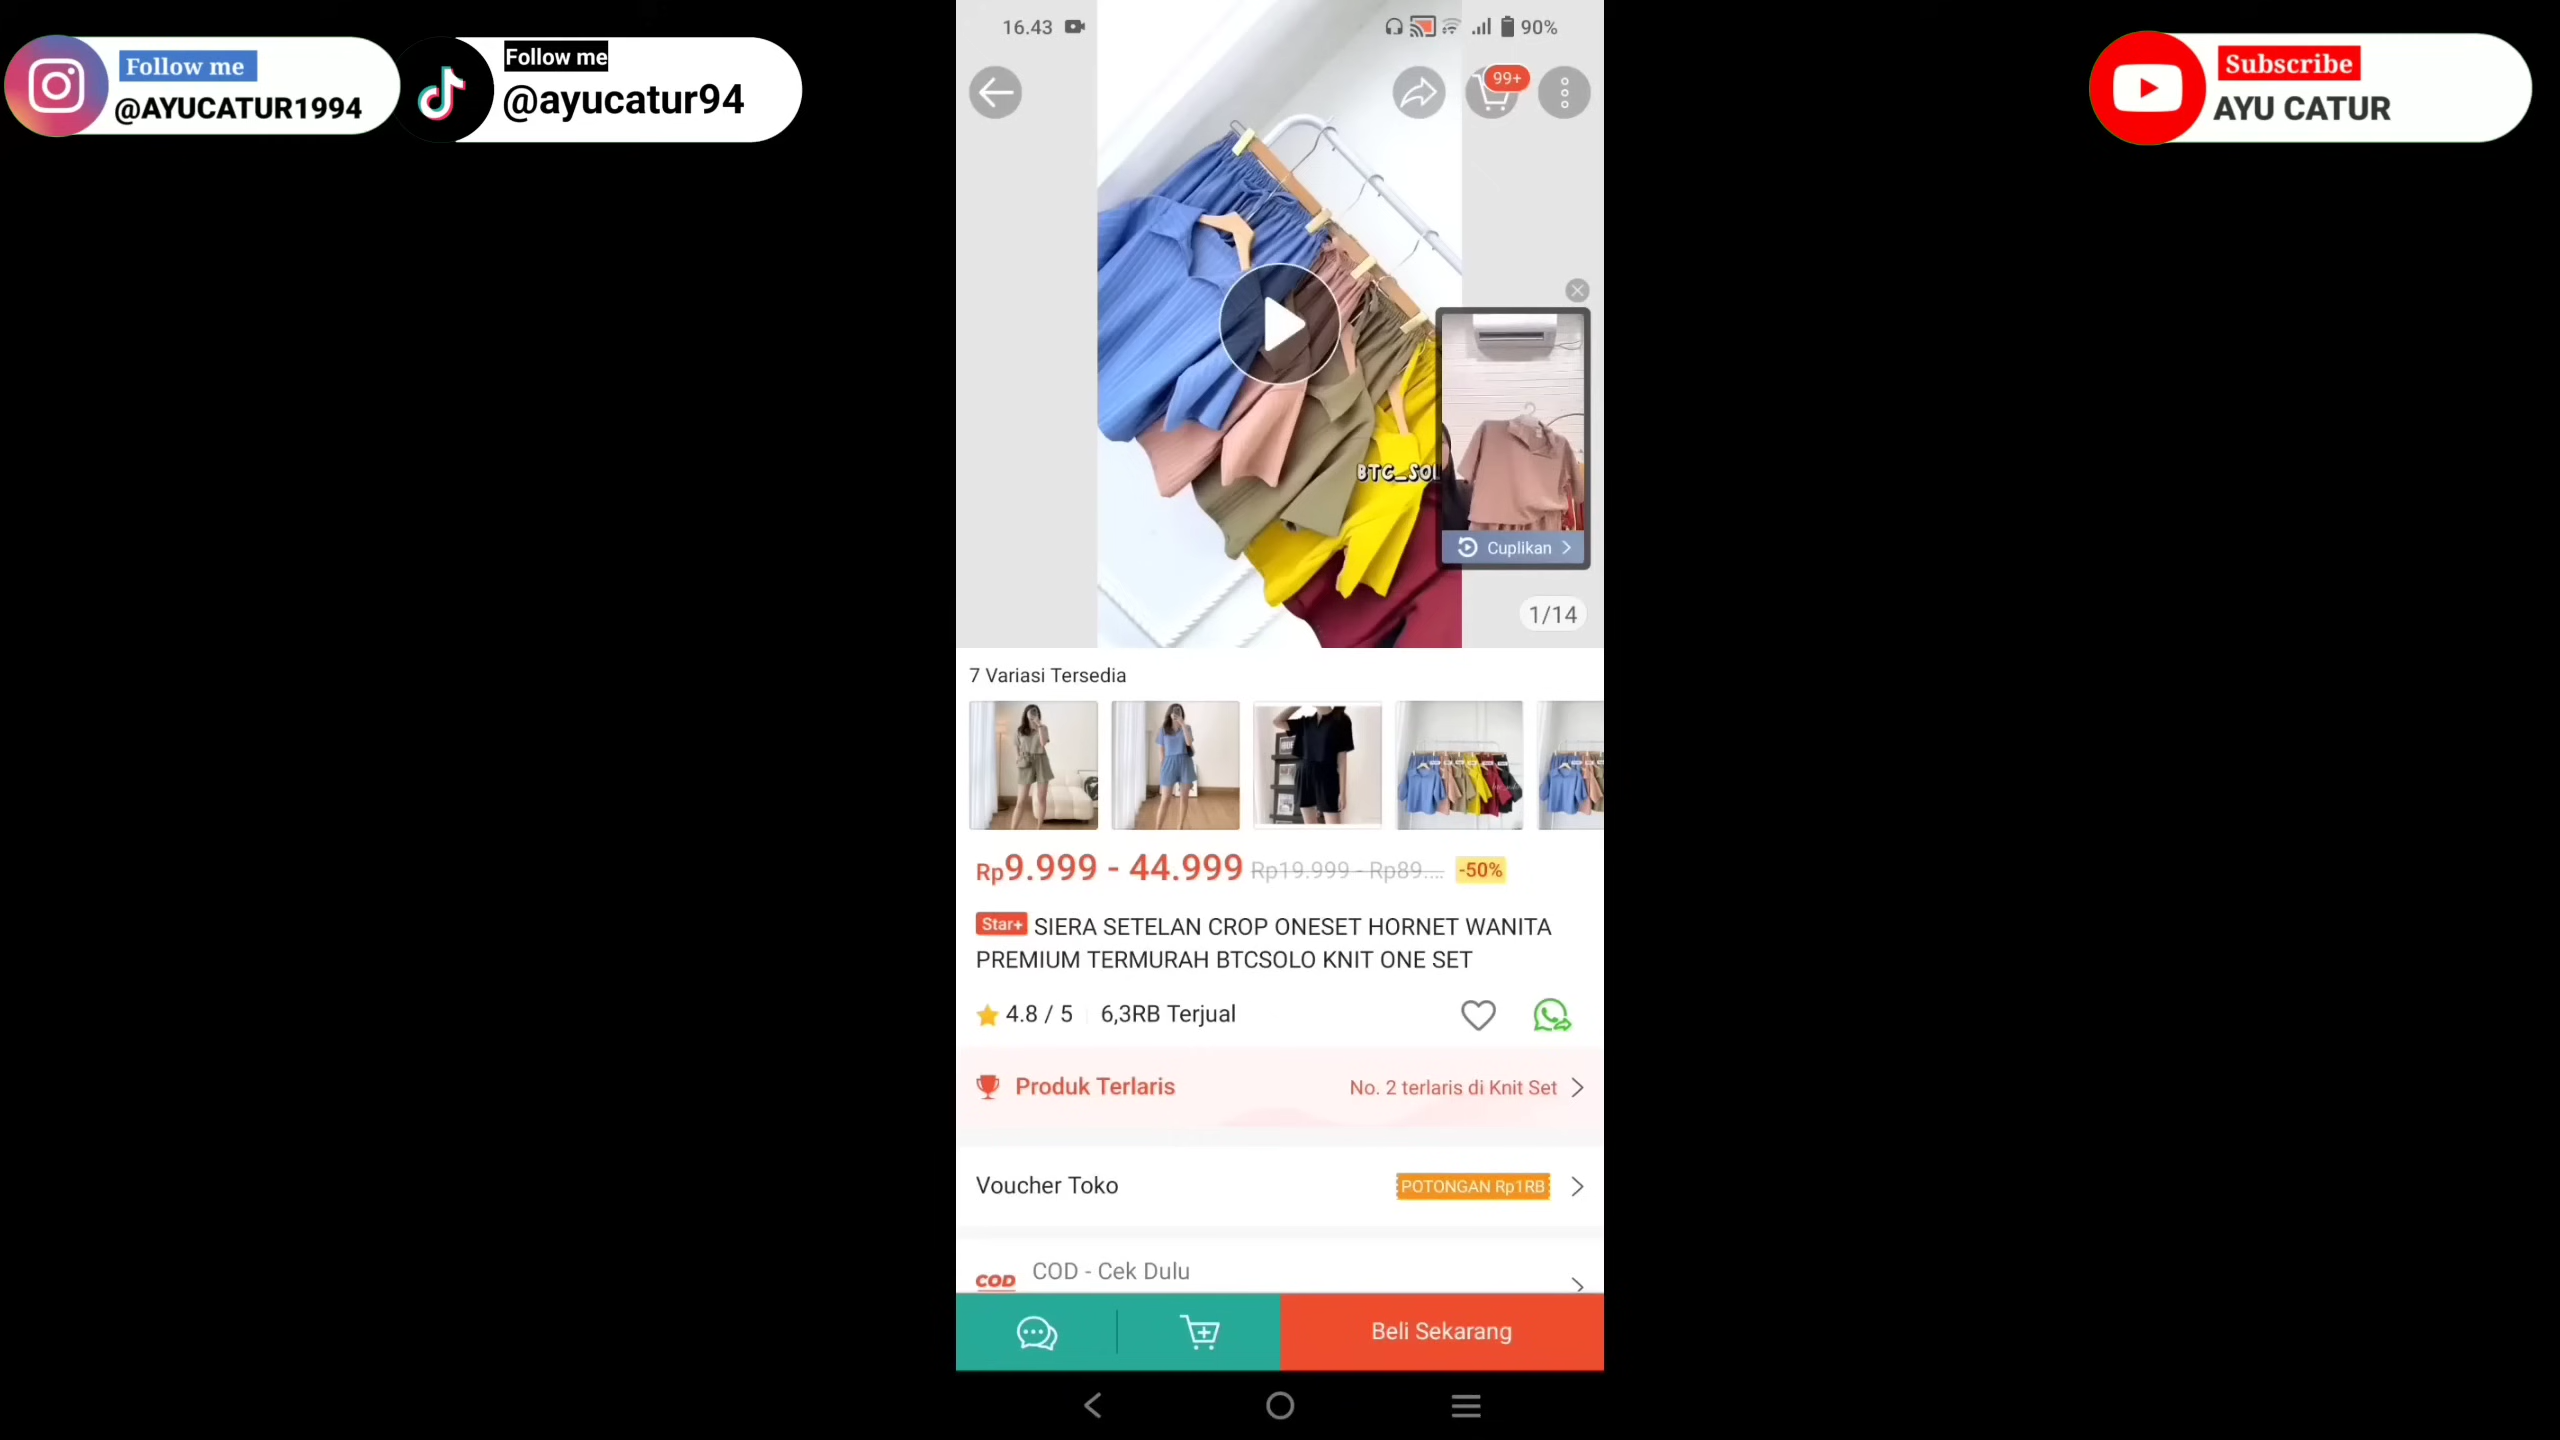 Follow me
@AYUCATUR1994
Follow me
@ayucatur94
Subscribe
AYU CATUR
16.43
90%
99+
BTC_SOL
Cuplikan
1/14
7 Variasi Tersedia
Rp9.999 - 44.999 Rp19.999 - Rp89.... -50%
Star+ SIERA SETELAN CROP ONESET HORNET WANITA
PREMIUM TERMURAH BTCSOLO KNIT ONE SET
4.8 / 5 6,3RB Terjual
Produk Terlaris No. 2 terlaris di Knit Set
Voucher Toko POTONGAN Rp1RB
COD COD - Cek Dulu
Beli Sekarang